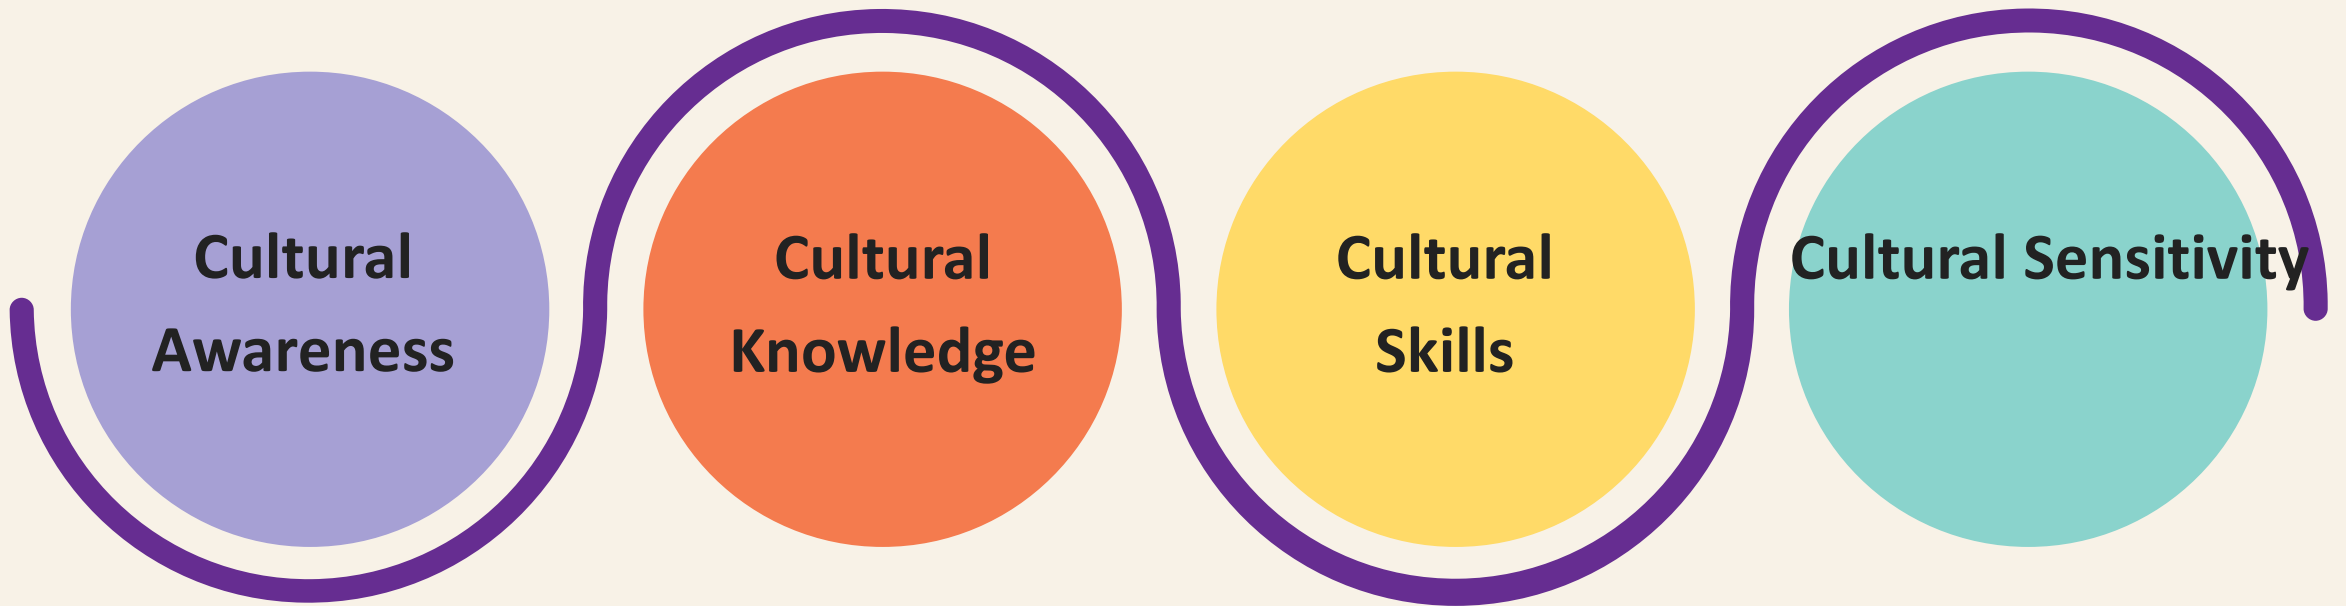 Cultural
Awareness
Cultural
Knowledge
Cultural
Skills
Cultural Sensitivity